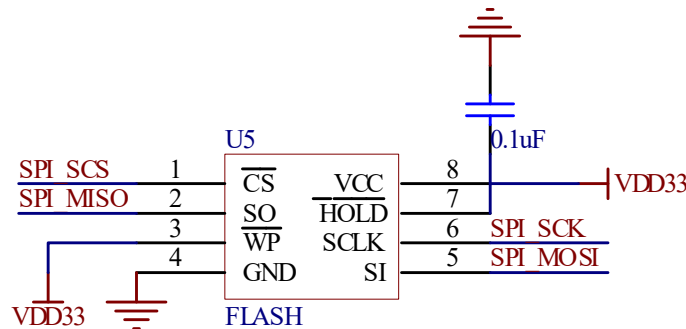 0.1uF
U5
SPI_SCS 1 CS VCC 8 VDD33
SPI_MISO 2 SO HOLD 7
3 WP SCLK 6 SPI_SCK
4 GND SI 5 SPI_MOSI
VDD33 FLASH